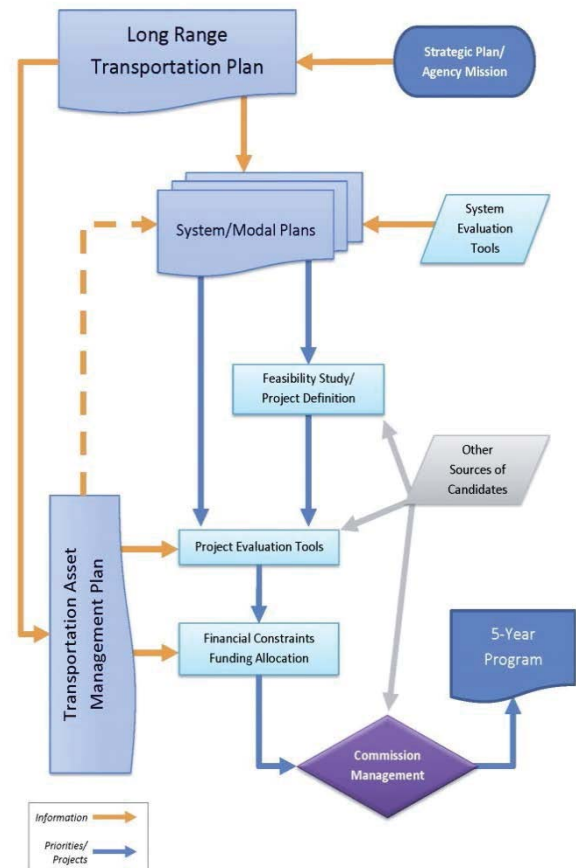 Long Range
Transportation Plan
Strategic Plan/
Agency Mission
System/Modal Plans
System
Evaluation
Tools
Feasibility Study/
Project Definition
Other
Sources of
Candidates
Transportation Asset
Management Plan
Project Evaluation Tools
Financial Constraints
Funding Allocation
5-Year
Program
Commission
Management
Information
Priorities/
Projects